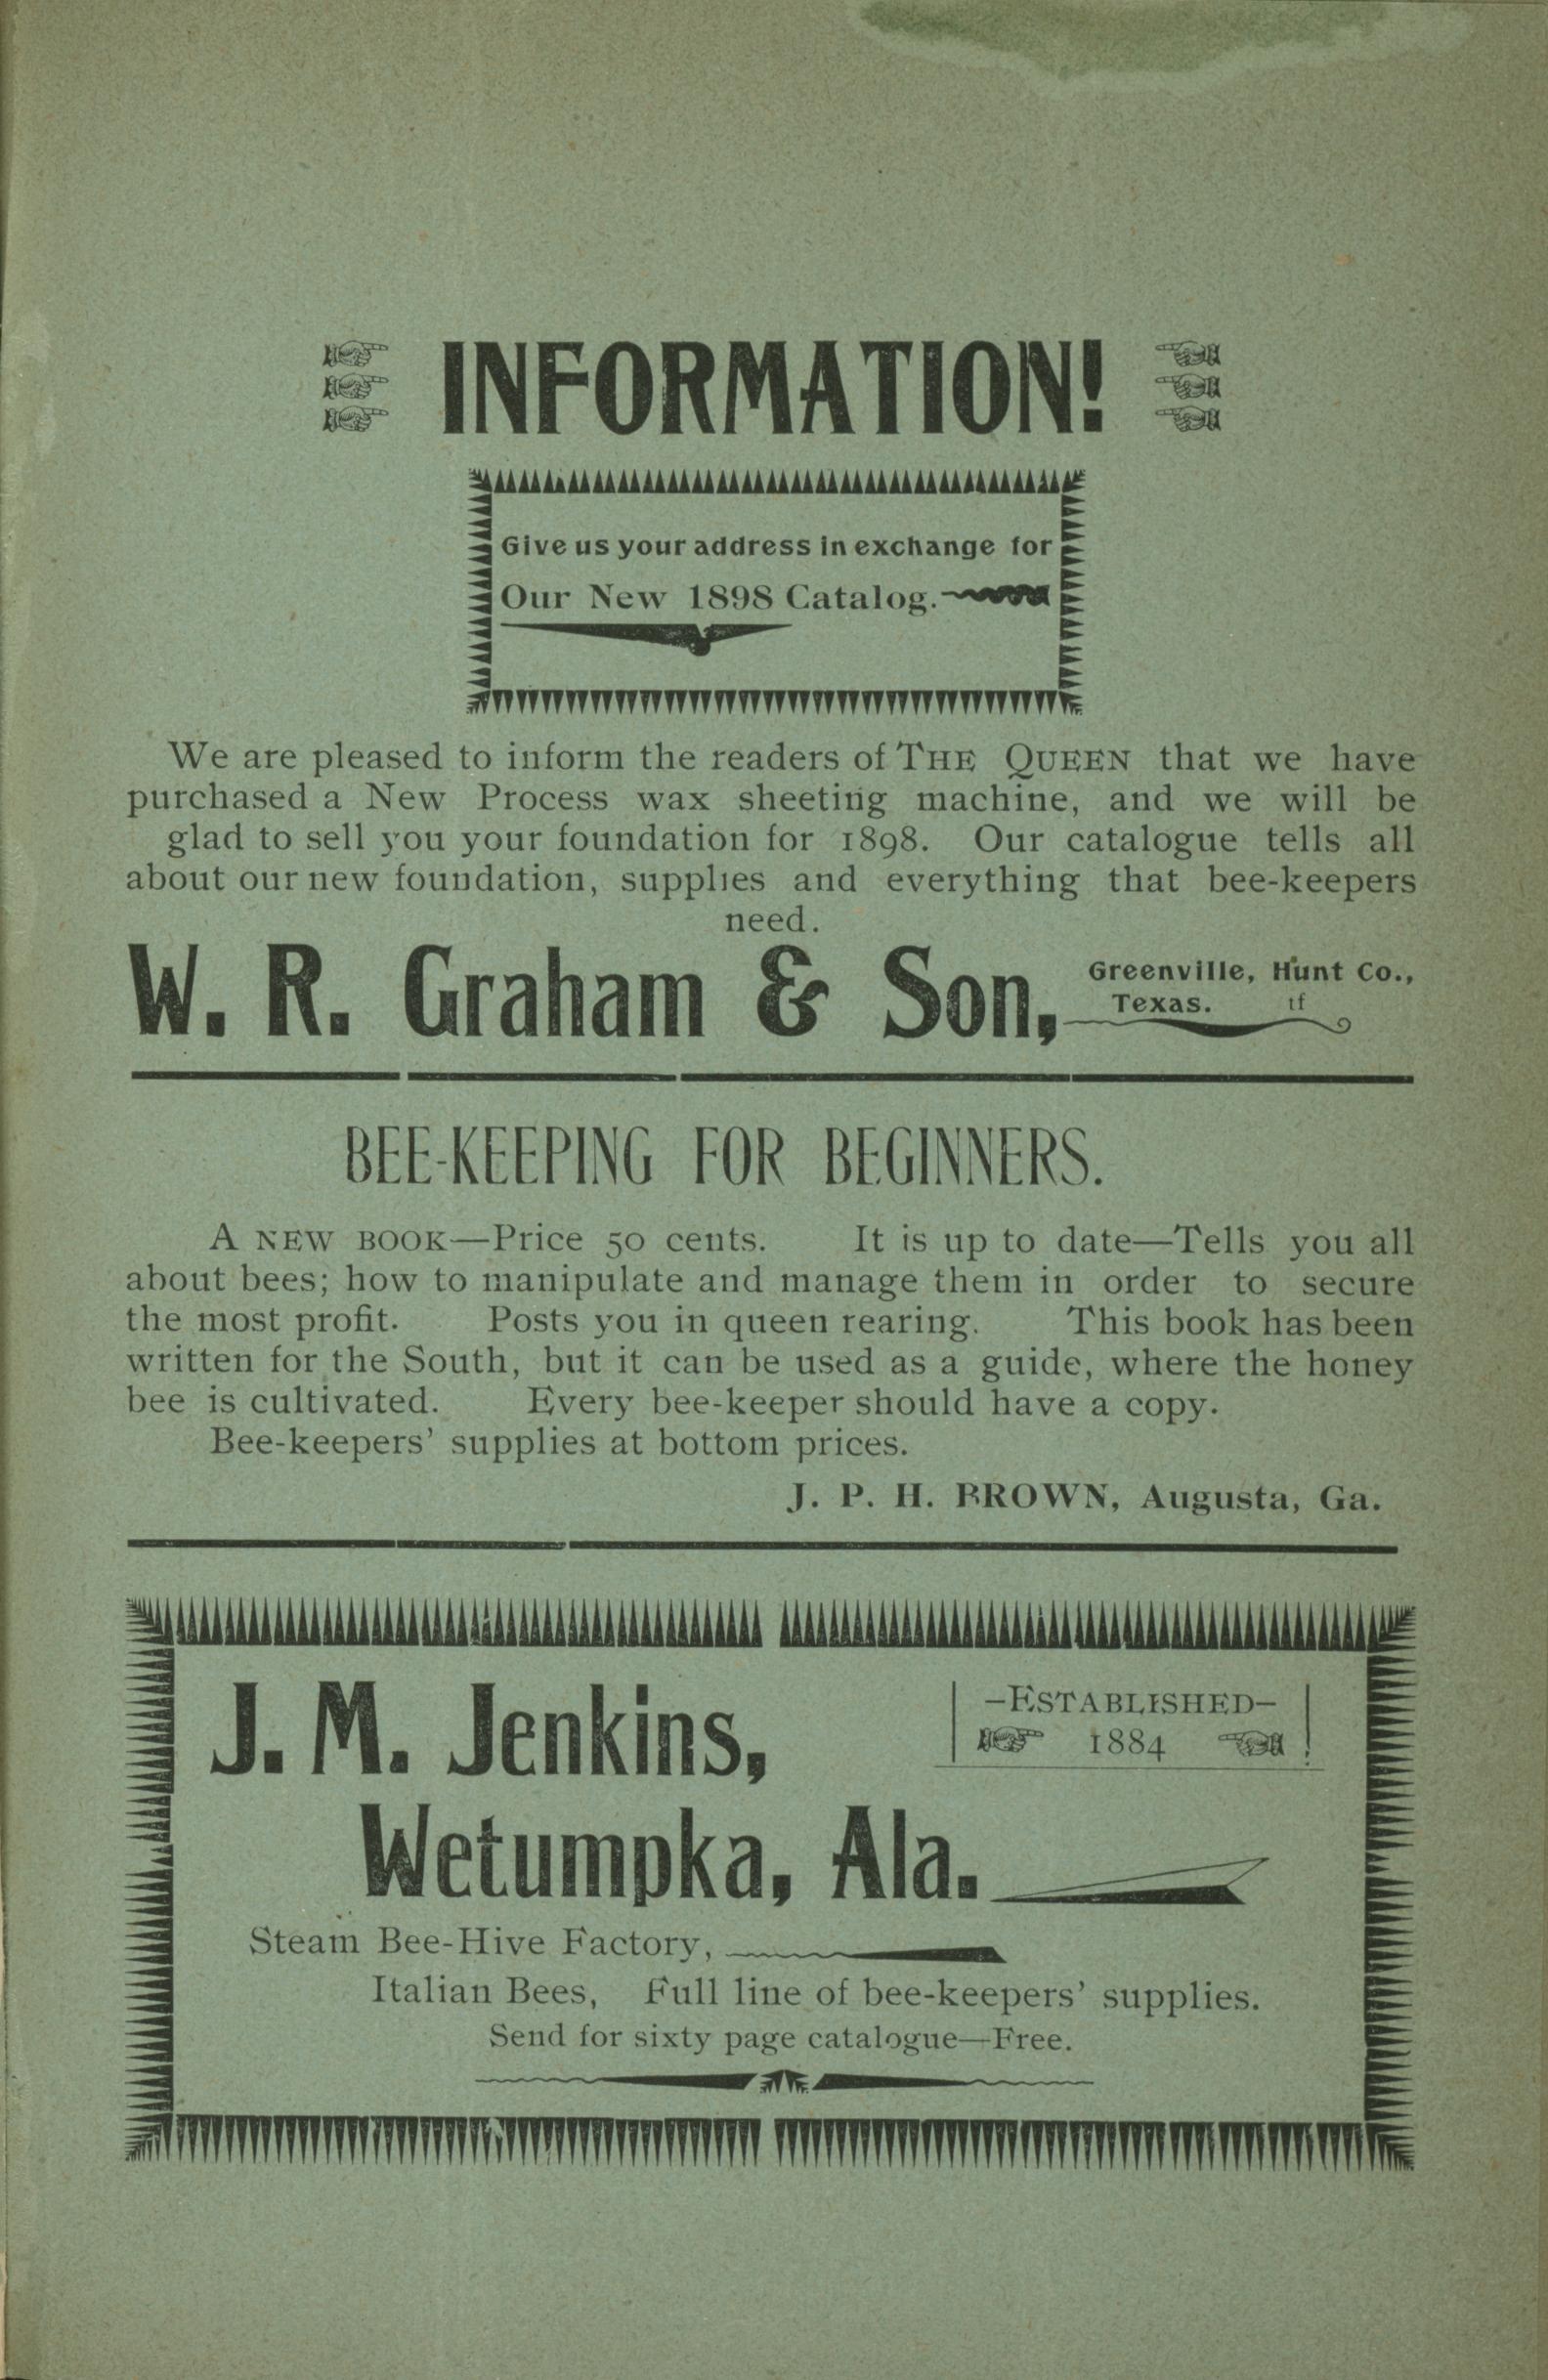 INFORMATION!
Give us your address in exchange for
Our New 1898 Catalog.
We are pleased to inform the readers of THE QUEEN that we have
purchased a New Process wax sheeting machine, and we will be
glad to sell you your foundation for 1898. Our catalogue tells all
about our new foundation, supplies and everything that bee-keepers
need.
W. R. Graham & Son,
Greenville, Hunt Co.,
Texas. tf
BEE-KEEPING FOR BEGINNERS.
A NEW BOOK—Price 50 cents. It is up to date—Tells you all
about bees; how to manipulate and manage them in order to secure
the most profit. Posts you in queen rearing. This book has been
written for the South, but it can be used as a guide, where the honey
bee is cultivated. Every bee-keeper should have a copy.
Bee-keepers' supplies at bottom prices.
J. P. H. BROWN, Augusta, Ga.
J. M. Jenkins,
–ESTABLISHED–
1884
Wetumpka, Ala.
Steam Bee-Hive Factory,
Italian Bees, Full line of bee-keepers' supplies.
Send for sixty page catalogue—Free.